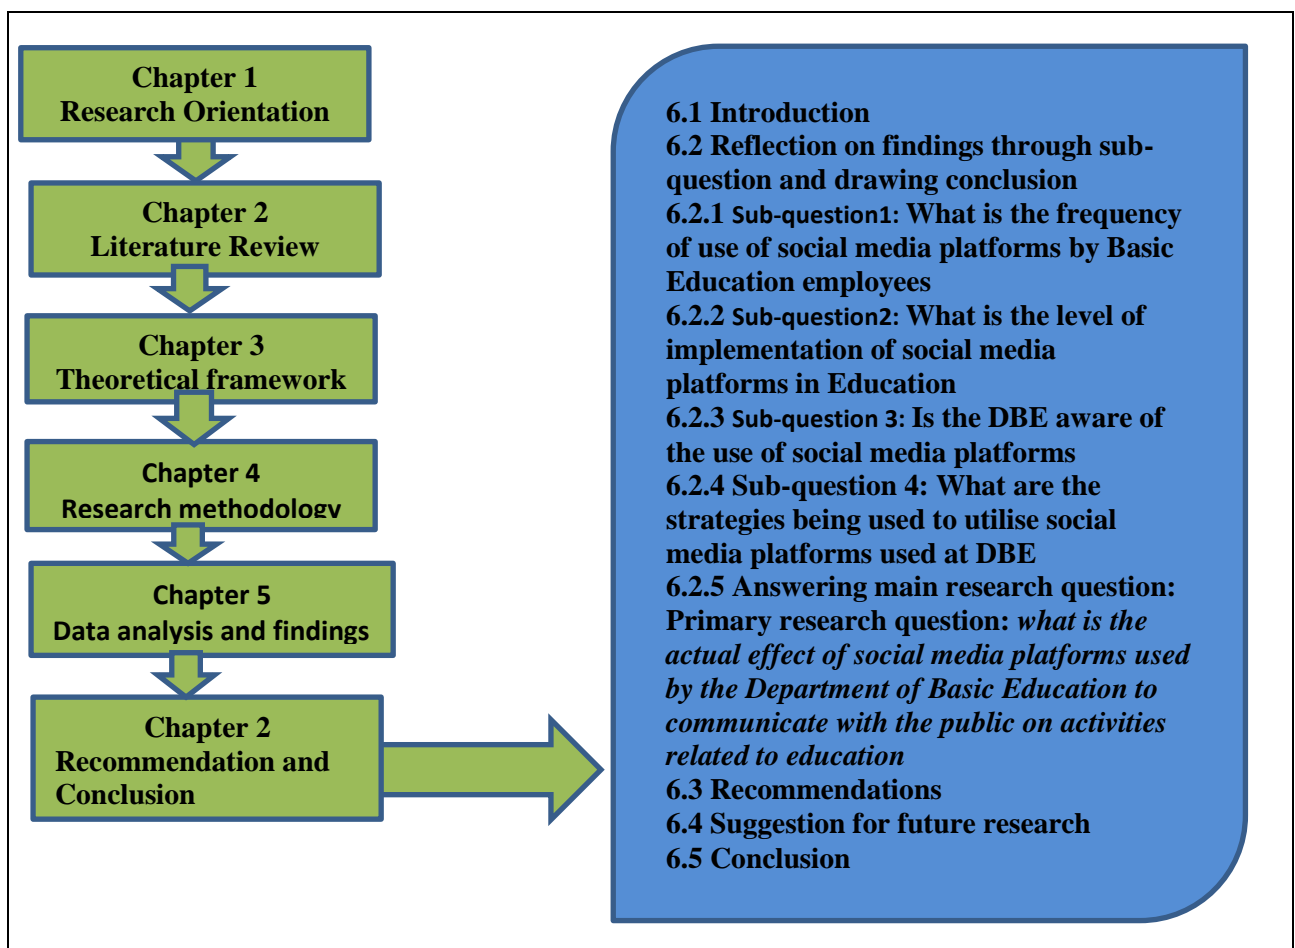 Chapter 1
Research Orientation
Chapter 2
Literature Review
Chapter 3
Theoretical framework
Chapter 4
Research methodology
Chapter 5
Data analysis and findings
Chapter 2
Recommendation and
Conclusion
6.1 Introduction
6.2 Reflection on findings through sub-
question and drawing conclusion
6.2.1 Sub-question1: What is the frequency
of use of social media platforms by Basic
Education employees
6.2.2 Sub-question2: What is the level of
implementation of social media
platforms in Education
6.2.3 Sub-question 3: Is the DBE aware of
the use of social media platforms
6.2.4 Sub-question 4: What are the
strategies being used to utilise social
media platforms used at DBE
6.2.5 Answering main research question:
Primary research question: what is the
actual effect of social media platforms used
by the Department of Basic Education to
communicate with the public on activities
related to education
6.3 Recommendations
6.4 Suggestion for future research
6.5 Conclusion